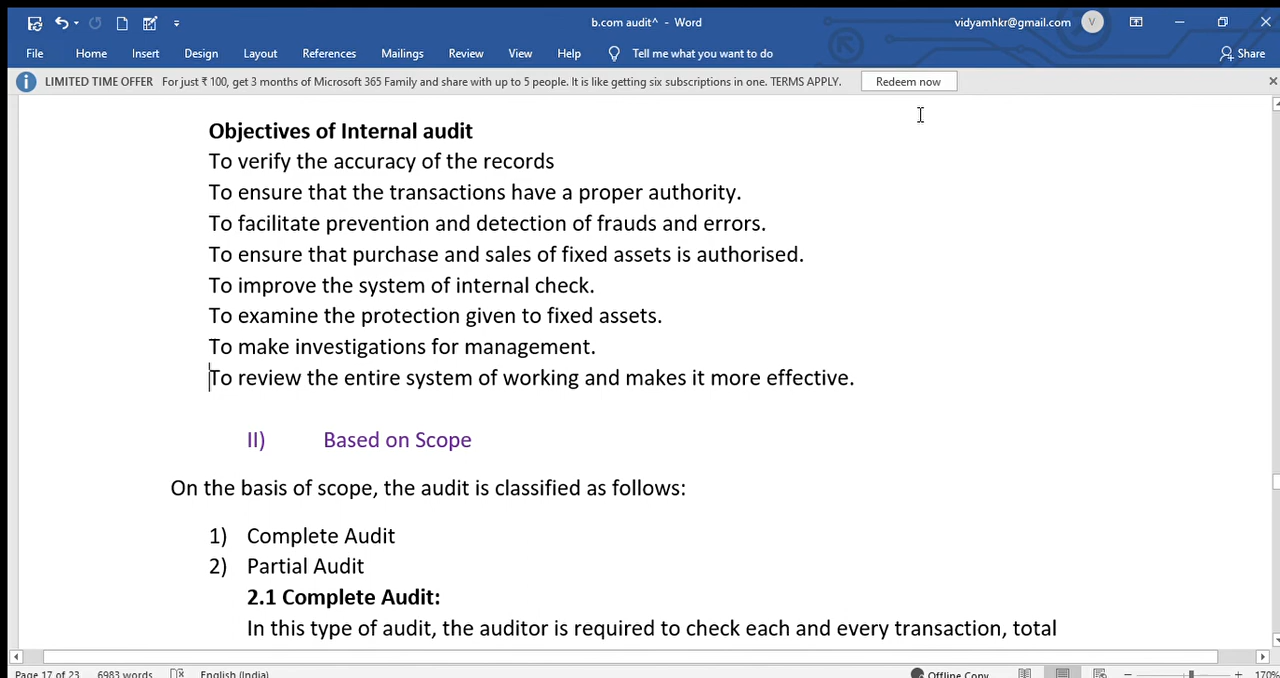 b.com audit^ - Word
vidyamhkr@gmail.com
V
File Home Insert Design Layout References Mailings Review View Help Tell me what you want to do Share
i LIMITED TIME OFFER For just ₹ 100, get 3 months of Microsoft 365 Family and share with up to 5 people. It is like getting six subscriptions in one. TERMS APPLY. Redeem now
Objectives of Internal audit
To verify the accuracy of the records
To ensure that the transactions have a proper authority.
To facilitate prevention and detection of frauds and errors.
To ensure that purchase and sales of fixed assets is authorised.
To improve the system of internal check.
To examine the protection given to fixed assets.
To make investigations for management.
To review the entire system of working and makes it more effective.
II) Based on Scope
On the basis of scope, the audit is classified as follows:
1) Complete Audit
2) Partial Audit
2.1 Complete Audit:
In this type of audit, the auditor is required to check each and every transaction, total
Page 17 of 23 6983 words English (India) Offline Copy 170%